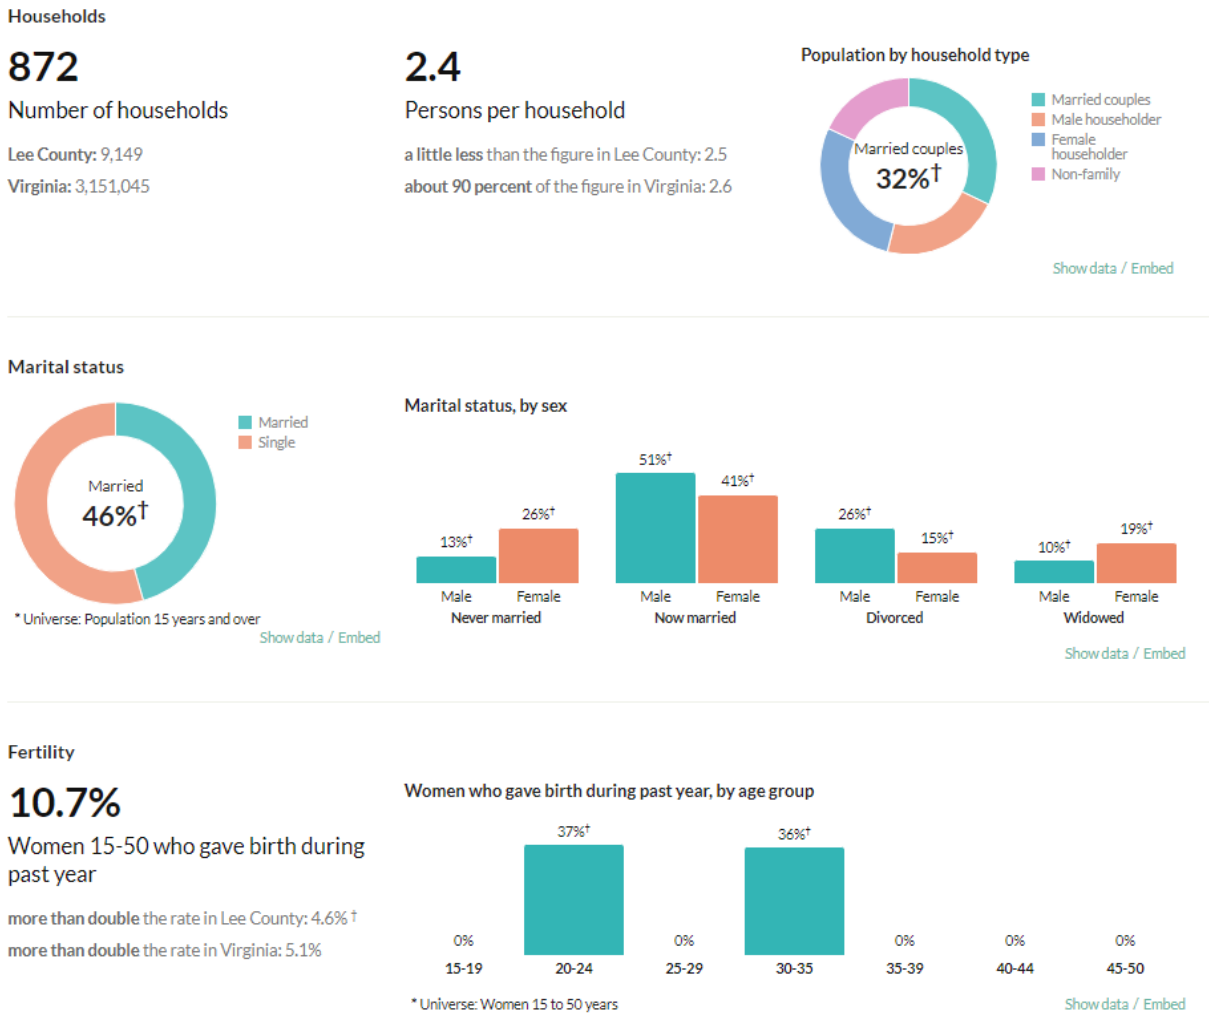 Households
872
Number of households
Lee County: 9,149
Virginia: 3,151,045
2.4
Persons per household
a little less than the figure in Lee County: 2.5
about 90 percent of the figure in Virginia: 2.6
Population by household type
Married couples
32%†
Married couples
Male householder
Female
householder
Non-family
Show data / Embed
Marital status
Married
46%†
Married
Single
* Universe: Population 15 years and over
Show data / Embed
Marital status, by sex
13%† 26%† 51%† 41%† 26%† 15%† 10%† 19%†
Male Female Male Female Male Female Male Female
Never married Now married Divorced Widowed
Show data / Embed
Fertility
10.7%
Women 15-50 who gave birth during
past year
more than double the rate in Lee County: 4.6% †
more than double the rate in Virginia: 5.1%
Women who gave birth during past year, by age group
0% 37%† 0% 36%† 0% 0% 0%
15-19 20-24 25-29 30-35 35-39 40-44 45-50
* Universe: Women 15 to 50 years
Show data / Embed